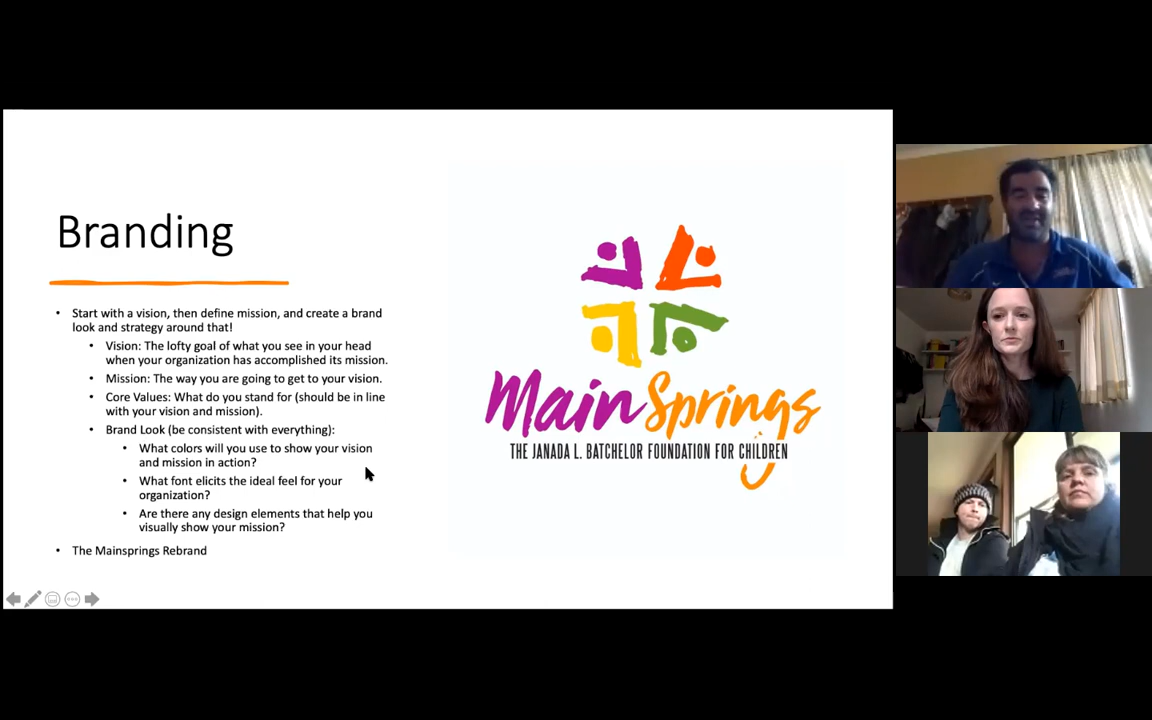 Branding
• Start with a vision, then define mission, and create a brand
look and strategy around that!
• Vision: The lofty goal of what you see in your head
when your organization has accomplished its mission.
• Mission: The way you are going to get to your vision.
• Core Values: What do you stand for (should be in line
with your vision and mission).
• Brand Look (be consistent with everything):
• What colors will you use to show your vision
and mission in action?
• What font elicits the ideal feel for your
organization?
• Are there any design elements that help you
visually show your mission?
• The Mainsprings Rebrand
MainSprings
THE JANADA L. BATCHELOR FOUNDATION FOR CHILDREN